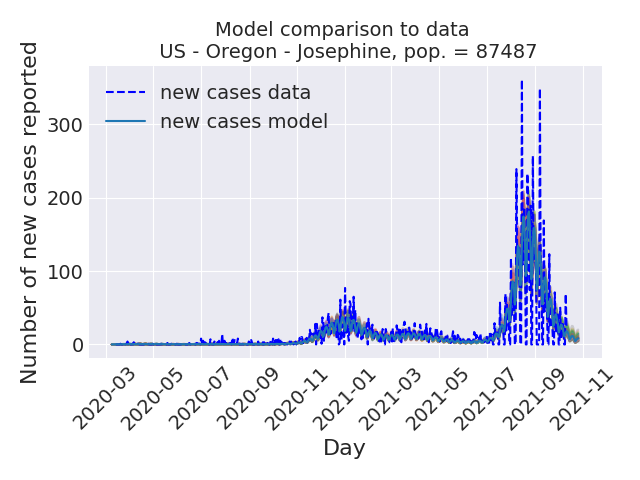 Model comparison to data
US - Oregon - Josephine, pop. = 87487
Number of new cases reported
new cases data
new cases model
300
200
100
0
2020-03
2020-05
2020-07
2020-09
2020-11
2021-01
2021-03
2021-05
2021-07
2021-09
2021-11
Day